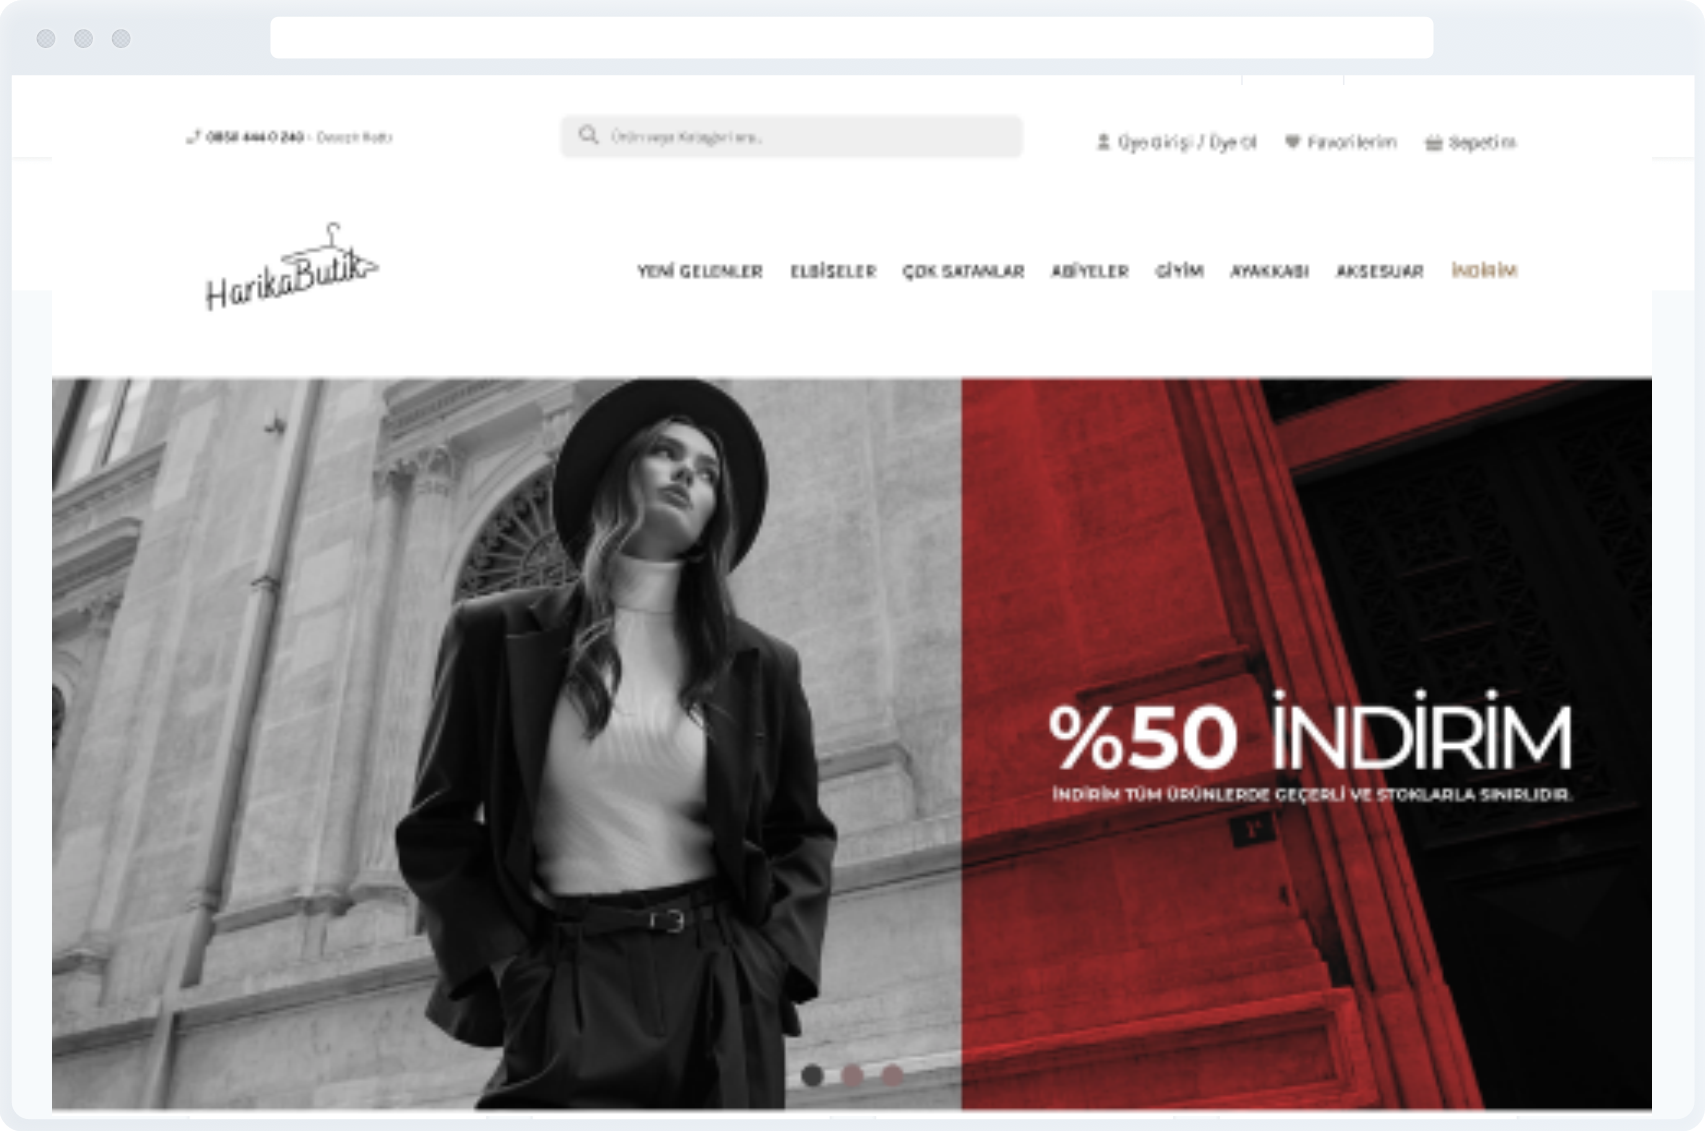 0850 444 0 240 - Destek Hattı
Ürün veya Kategori ara..
Üye Girişi / Üye Ol
Favorilerim
Sepetim
HarikaButik
YENİ GELENLER
ELBİSELER
ÇOK SATANLAR
ABİYELER
GİYİM
AYAKKABI
AKSESUAR
İNDİRİM
%50 İNDİRİM
İNDİRİM TÜM ÜRÜNLERDE GEÇERLİ VE STOKLARLA SINIRLIDIR.